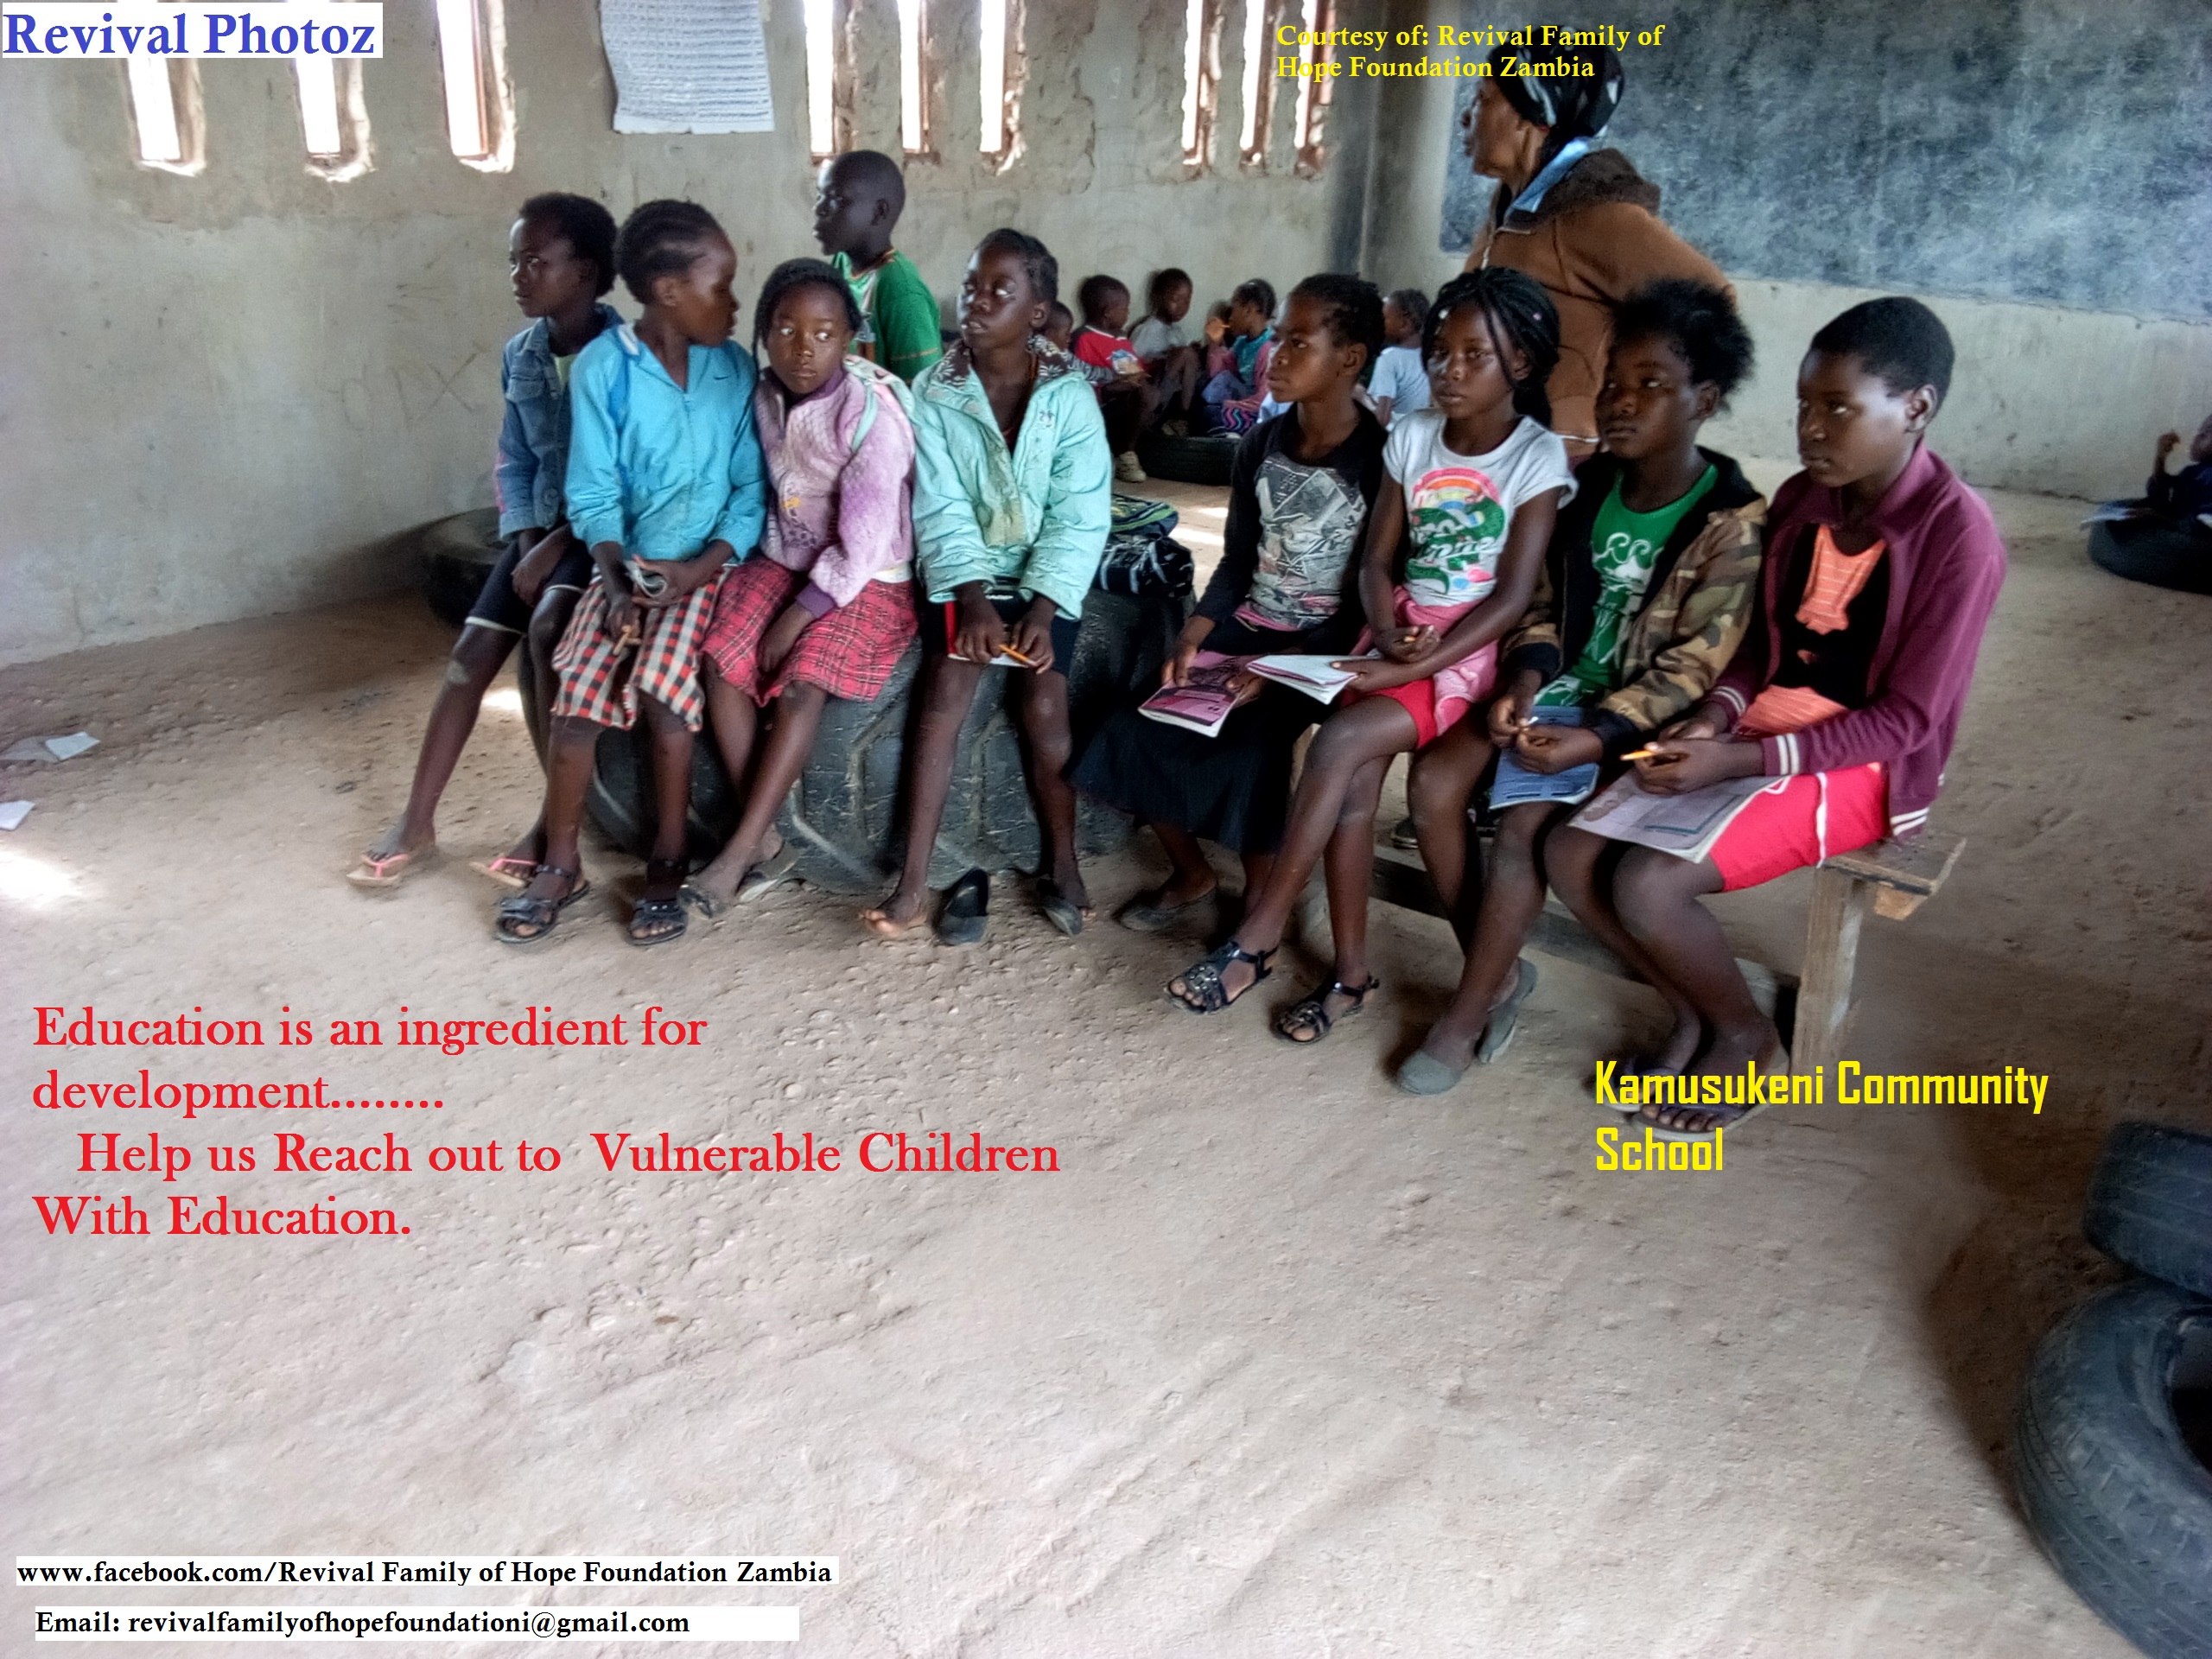 Revival Photoz
Courtesy of: Revival Family of
Hope Foundation Zambia
Education is an ingredient for
development........
Help us Reach out to Vulnerable Children
With Education.
Kamusukeni Community
School
www.facebook.com/Revival Family of Hope Foundation Zambia
Email: revivalfamilyofhopefoundationi@gmail.com